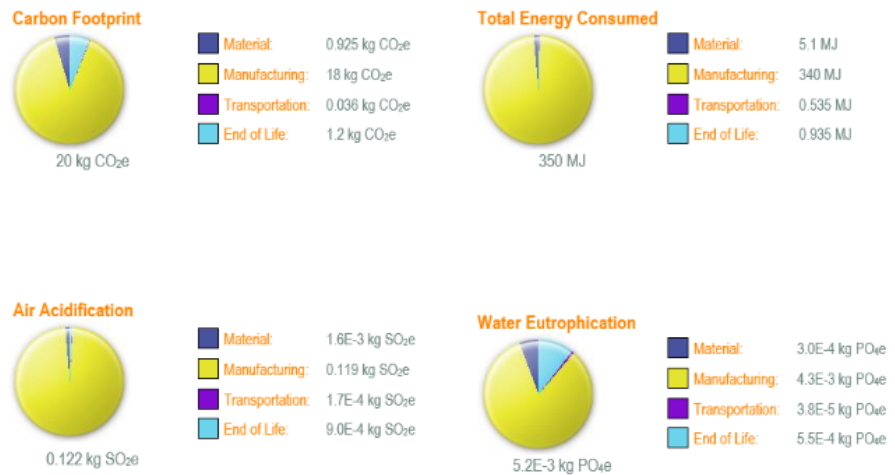 Carbon Footprint
Material: 0.925 kg CO₂e
Manufacturing: 18 kg CO₂e
Transportation: 0.036 kg CO₂e
End of Life: 1.2 kg CO₂e
20 kg CO₂e
Total Energy Consumed
Material: 5.1 MJ
Manufacturing: 340 MJ
Transportation: 0.535 MJ
End of Life: 0.935 MJ
350 MJ
Air Acidification
Material: 1.6E-3 kg SO₂e
Manufacturing: 0.119 kg SO₂e
Transportation: 1.7E-4 kg SO₂e
End of Life: 9.0E-4 kg SO₂e
0.122 kg SO₂e
Water Eutrophication
Material: 3.0E-4 kg PO₄e
Manufacturing: 4.3E-3 kg PO₄e
Transportation: 3.8E-5 kg PO₄e
End of Life: 5.5E-4 kg PO₄e
5.2E-3 kg PO₄e